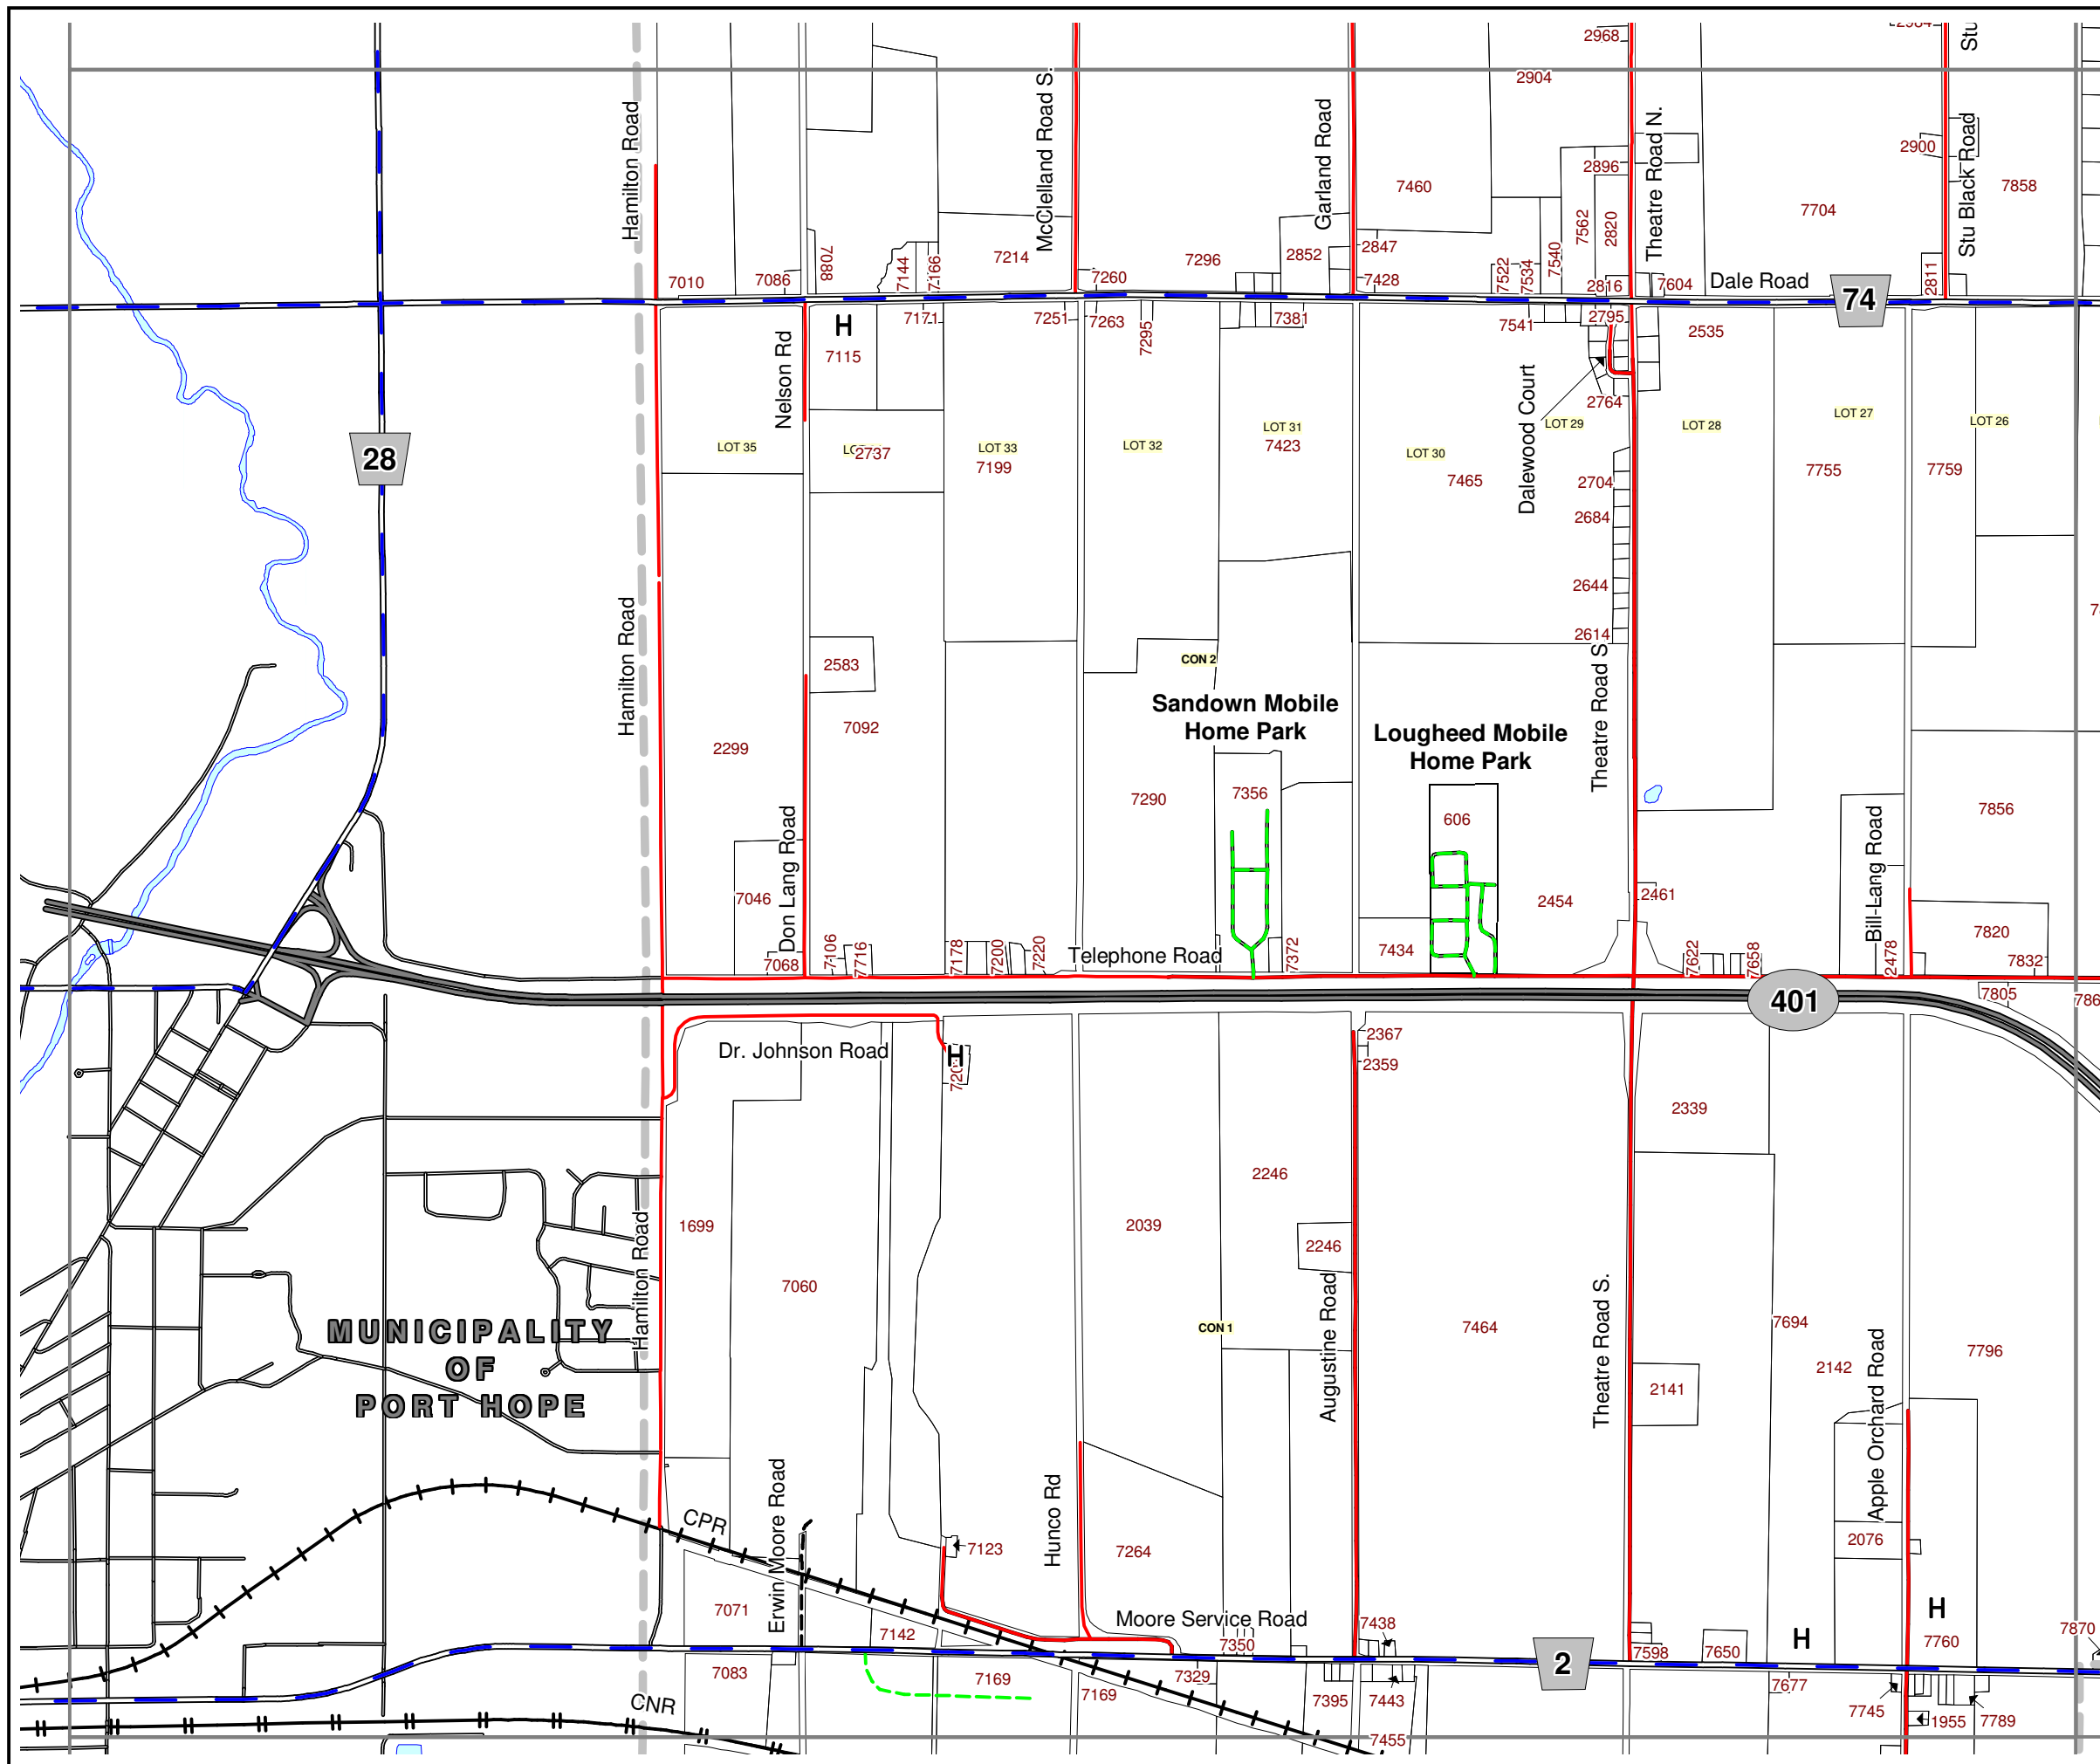 2968
2904
2984
Stu
Hamilton Road
McClelland Road S.
Garland Road
Theatre Road N.
Stu Black Road
2900
7858
2896
7460
7562
2820
7704
7088
7144
7166
7214
7296
2852
2847
7428
7522
7534
7540
2816
7604
Dale Road
2811
74
7010
7086
7260
H
7115
7171
7251
7263
7295
7381
7541
2795
2535
Nelson Rd
Dalewood Court
2764
28
LOT 35
2737
LOT 33
7199
LOT 32
LOT 31
7423
LOT 30
7465
LOT 29
LOT 28
LOT 27
LOT 26
7755
7759
2704
2684
2644
2614
Hamilton Road
2583
7092
2299
CON 2
Sandown Mobile
Home Park
Lougheed Mobile
Home Park
Theatre Road S.
7290
7356
606
7856
Don Lang Road
Bill-Lang Road
7046
2454
2461
7820
7832
7068
7106
7716
7178
7200
7220
Telephone Road
7372
7434
7622
7658
2478
401
7805
786
Dr. Johnson Road
H
2367
2359
2339
2246
2246
1699
2039
7060
Hamilton Road
MUNICIPALITY
OF
PORT HOPE
CON 1
Augustine Road
7464
Theatre Road S.
7694
2142
2141
Apple Orchard Road
7796
CPR
Erwin Moore Road
Hunco Rd
7123
7264
2076
7071
7142
Moore Service Road
7350
7438
2
7598
7650
H
H
7760
7870
7083
7169
7169
7329
7395
7443
7455
7677
7745
1955
7789
CNR